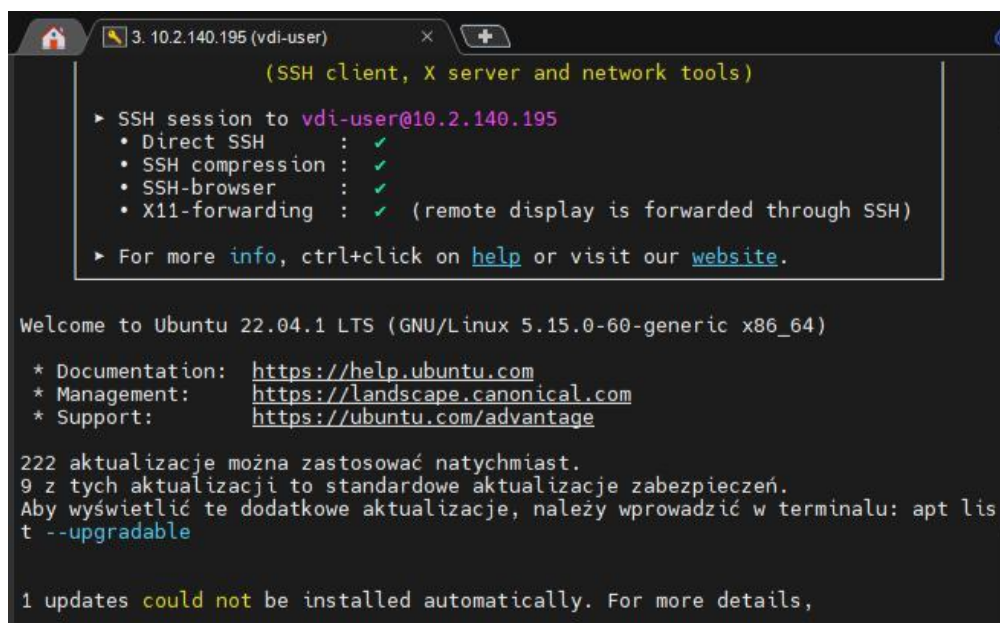 3. 10.2.140.195 (vdi-user)
(SSH client, X server and network tools)
► SSH session to vdi-user@10.2.140.195
• Direct SSH : ✔
• SSH compression : ✔
• SSH-browser : ✔
• X11-forwarding : ✔ (remote display is forwarded through SSH)
► For more info, ctrl+click on help or visit our website.
Welcome to Ubuntu 22.04.1 LTS (GNU/Linux 5.15.0-60-generic x86_64)
* Documentation: https://help.ubuntu.com
* Management: https://landscape.canonical.com
* Support: https://ubuntu.com/advantage
222 aktualizacje można zastosować natychmiast.
9 z tych aktualizacji to standardowe aktualizacje zabezpieczeń.
Aby wyświetlić te dodatkowe aktualizacje, należy wprowadzić w terminalu: apt lis
t --upgradable
1 updates could not be installed automatically. For more details,